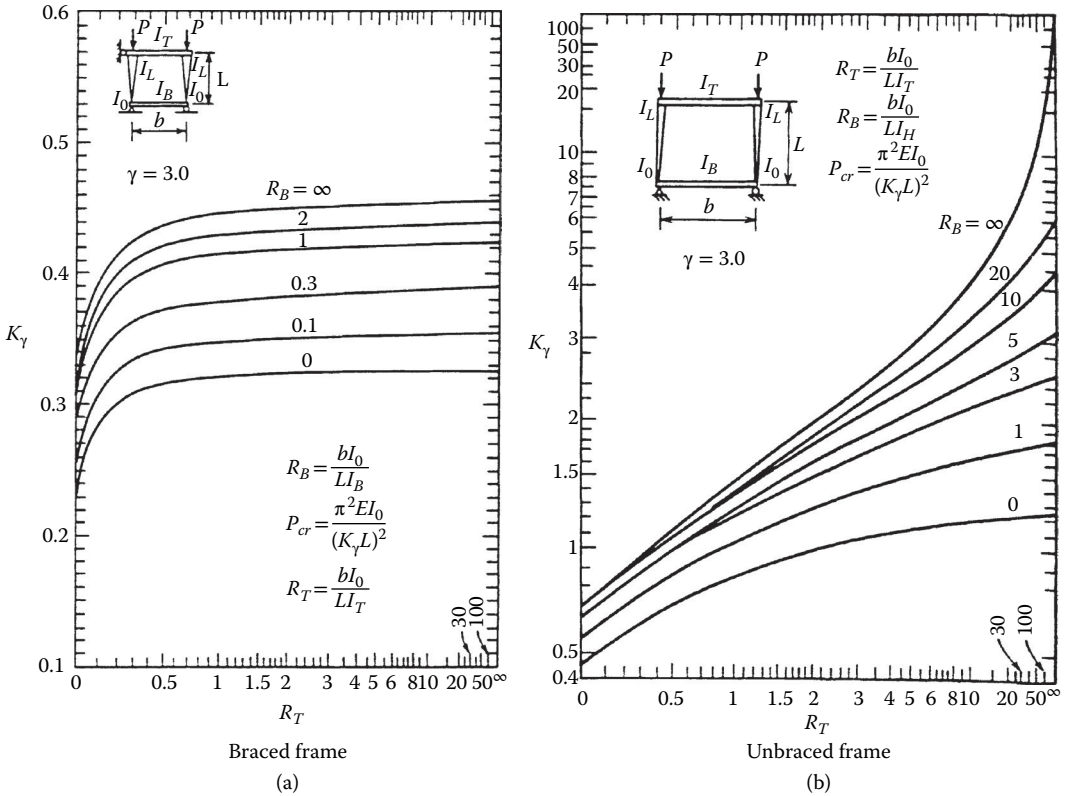 0.6
0.5
0.4
0.3
0.2
0.1
Kγ
P I_T P
I_L I_L L
I_0 I_B I_0
b
γ = 3.0
R_B = ∞
2
1
0.3
0.1
0
R_B = bI_0/LI_B
P_cr = π²EI_0/(KγL)²
R_T = bI_0/LI_T
30 100
0 0.5 1 1.5 2 3 4 5 6 8 10 20 50 ∞
R_T
Braced frame
(a)
100
50
30
20
10
8
7
6
5
4
3
2
1.5
1
0.5
0.4
Kγ
P P
I_T
I_L I_L L
I_0 I_B I_0
b
γ = 3.0
R_T = bI_0/LI_T
R_B = bI_0/LI_H
P_cr = π²EI_0/(KγL)²
R_B = ∞
20
10
5
3
1
0
30 100
0 0.5 1 1.5 2 3 4 5 6 8 10 20 50 ∞
R_T
Unbraced frame
(b)